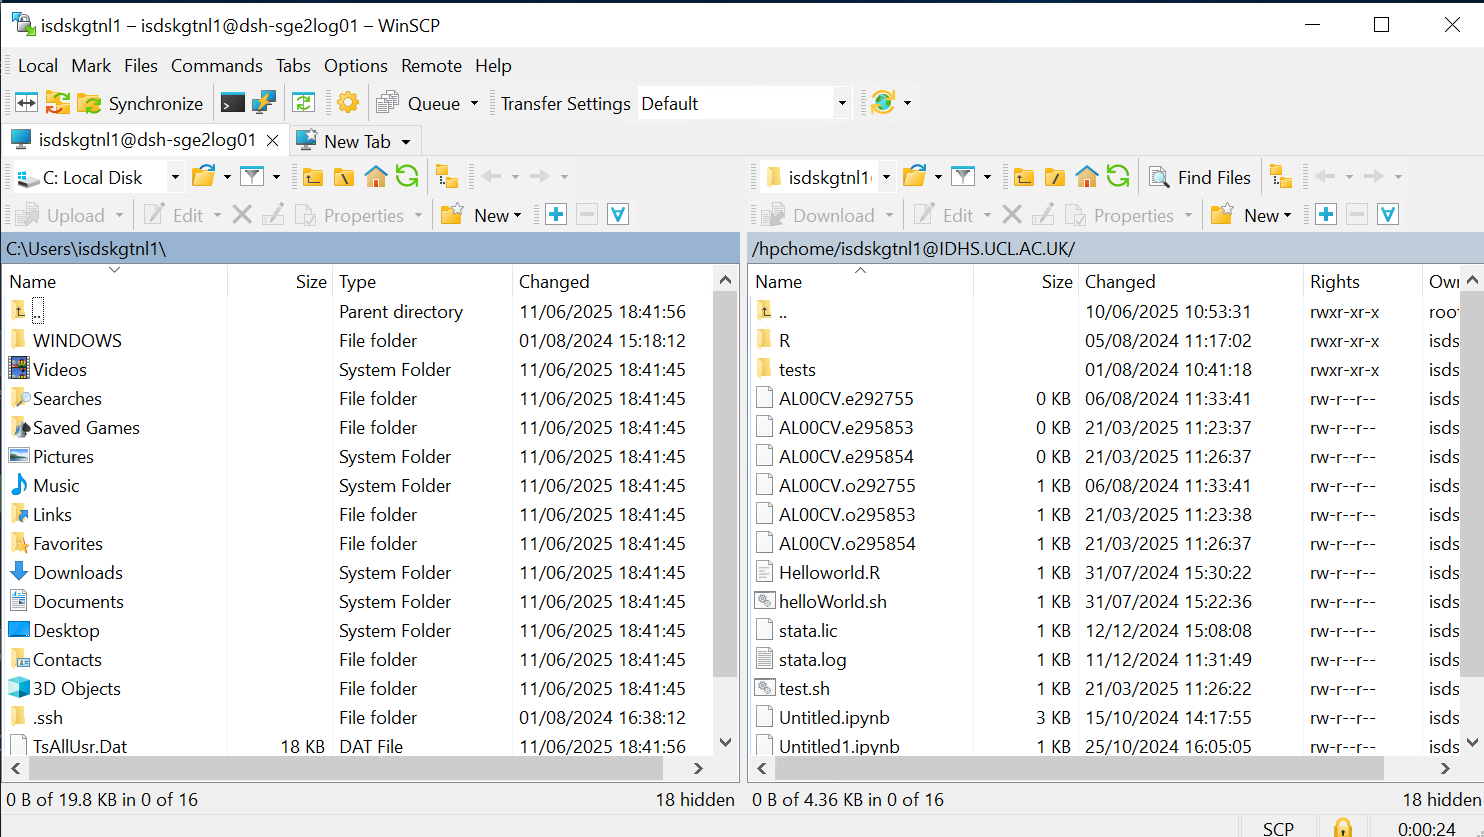 isdskgtnl1 – isdskgtnl1@dsh-sge2log01 – WinSCP
Local Mark Files Commands Tabs Options Remote Help
Synchronize Queue Transfer Settings Default
isdskgtnl1@dsh-sge2log01 New Tab
C: Local Disk
Upload Edit Properties New
C:\Users\isdskgtnl1\
Name Size Type Changed
.. Parent directory 11/06/2025 18:41:56
WINDOWS File folder 01/08/2024 15:18:12
Videos System Folder 11/06/2025 18:41:45
Searches File folder 11/06/2025 18:41:45
Saved Games File folder 11/06/2025 18:41:45
Pictures System Folder 11/06/2025 18:41:45
Music System Folder 11/06/2025 18:41:45
Links File folder 11/06/2025 18:41:45
Favorites File folder 11/06/2025 18:41:45
Downloads System Folder 11/06/2025 18:41:45
Documents System Folder 11/06/2025 18:41:45
Desktop System Folder 11/06/2025 18:41:45
Contacts File folder 11/06/2025 18:41:45
3D Objects File folder 11/06/2025 18:41:45
.ssh File folder 01/08/2024 16:38:12
TsAllUsr.Dat 18 KB DAT File 11/06/2025 18:41:56
0 B of 19.8 KB in 0 of 16 18 hidden
isdskgtnl1 Find Files
Download Edit Properties New
/hpchome/isdskgtnl1@IDHS.UCL.AC.UK/
Name Size Changed Rights Own
.. 10/06/2025 10:53:31 rwxr-xr-x root
R 05/08/2024 11:17:02 rwxr-xr-x isds
tests 01/08/2024 10:41:18 rwxr-xr-x isds
AL00CV.e292755 0 KB 06/08/2024 11:33:41 rw-r--r-- isds
AL00CV.e295853 0 KB 21/03/2025 11:23:37 rw-r--r-- isds
AL00CV.e295854 0 KB 21/03/2025 11:26:37 rw-r--r-- isds
AL00CV.o292755 1 KB 06/08/2024 11:33:41 rw-r--r-- isds
AL00CV.o295853 1 KB 21/03/2025 11:23:38 rw-r--r-- isds
AL00CV.o295854 1 KB 21/03/2025 11:26:37 rw-r--r-- isds
Helloworld.R 1 KB 31/07/2024 15:30:22 rw-r--r-- isds
helloWorld.sh 1 KB 31/07/2024 15:22:36 rw-r--r-- isds
stata.lic 1 KB 12/12/2024 15:08:08 rw-r--r-- isds
stata.log 1 KB 11/12/2024 11:31:49 rw-r--r-- isds
test.sh 1 KB 21/03/2025 11:26:22 rw-r--r-- isds
Untitled.ipynb 3 KB 15/10/2024 14:17:55 rw-r--r-- isds
Untitled1.ipynb 1 KB 25/10/2024 16:05:05 rw-r--r-- isds
0 B of 4.36 KB in 0 of 16 18 hidden
SCP 0:00:24